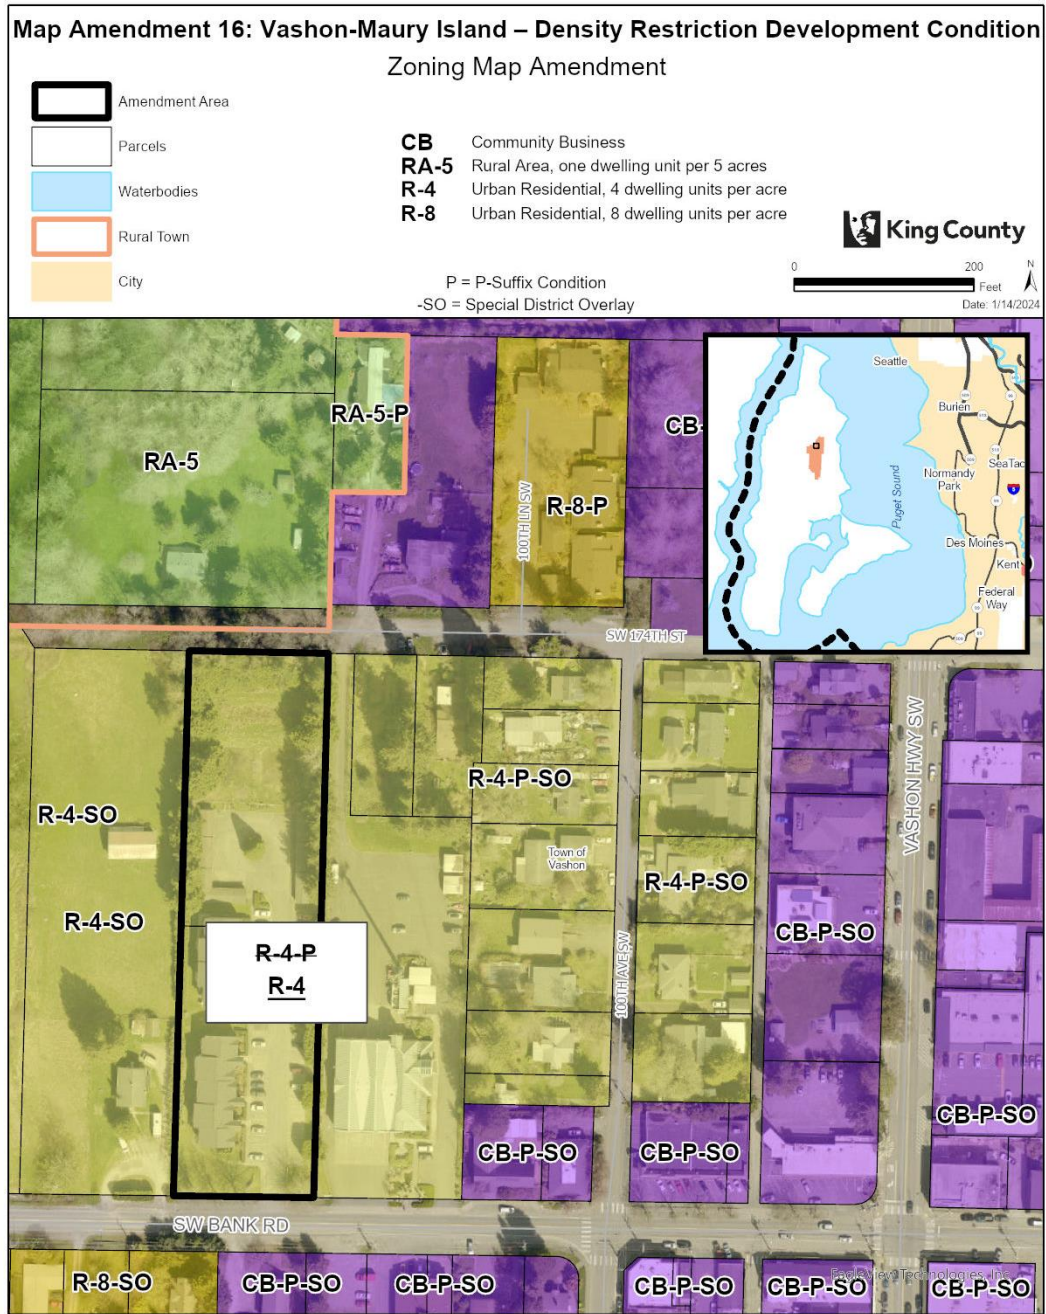 Map Amendment 16: Vashon-Maury Island – Density Restriction Development Condition
Zoning Map Amendment
Amendment Area
Parcels
Waterbodies
Rural Town
City
CB Community Business
RA-5 Rural Area, one dwelling unit per 5 acres
R-4 Urban Residential, 4 dwelling units per acre
R-8 Urban Residential, 8 dwelling units per acre
P = P-Suffix Condition
-SO = Special District Overlay
King County
0 200
Feet
N
Date: 1/14/2024
RA-5
RA-5-P
100TH LN SW
R-8-P
CB-
Seattle
Burien
Normandy
Park
SeaTac
5
Puget Sound
Des Moines
Kent
Federal
Way
SW 174TH ST
R-4-SO
R-4-SO
R-4-P
R-4
R-4-P-SO
Town of
Vashon
R-4-P-SO
100TH AVE SW
CB-P-SO
VASHON HWY SW
CB-P-SO
CB-P-SO
CB-P-SO
SW BANK RD
R-8-SO
CB-P-SO
CB-P-SO
CB-P-SO
CB-P-SO
CB-P-SO
EagleView Technologies, Inc.